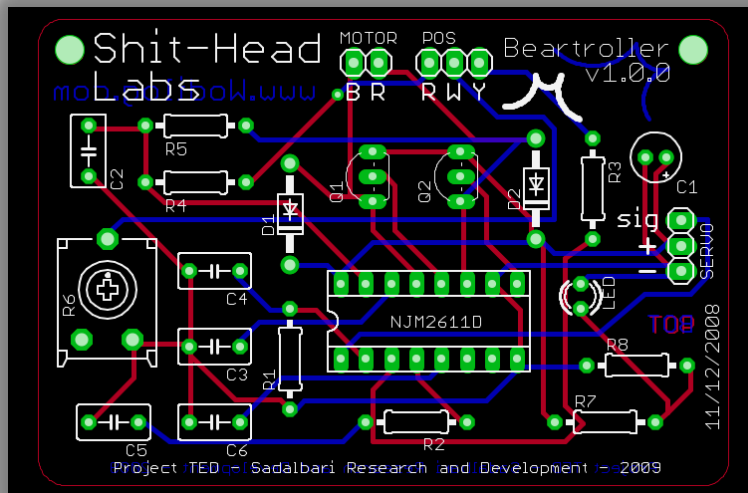 Shit-Head
Labs
MOTOR
POS
B R
R W Y
Beartroller
v1.0.0
www.Woallog.dom
C2
R5
R4
D1
Q1
Q2
D2
R3
C1
sig
+
-
SERVO
R6
C4
C3
R1
NJM2611D
LED
TOP
R8
R7
R2
C5
C6
11/12/2008
Project TED - Sadalbari Research and Development - 2009